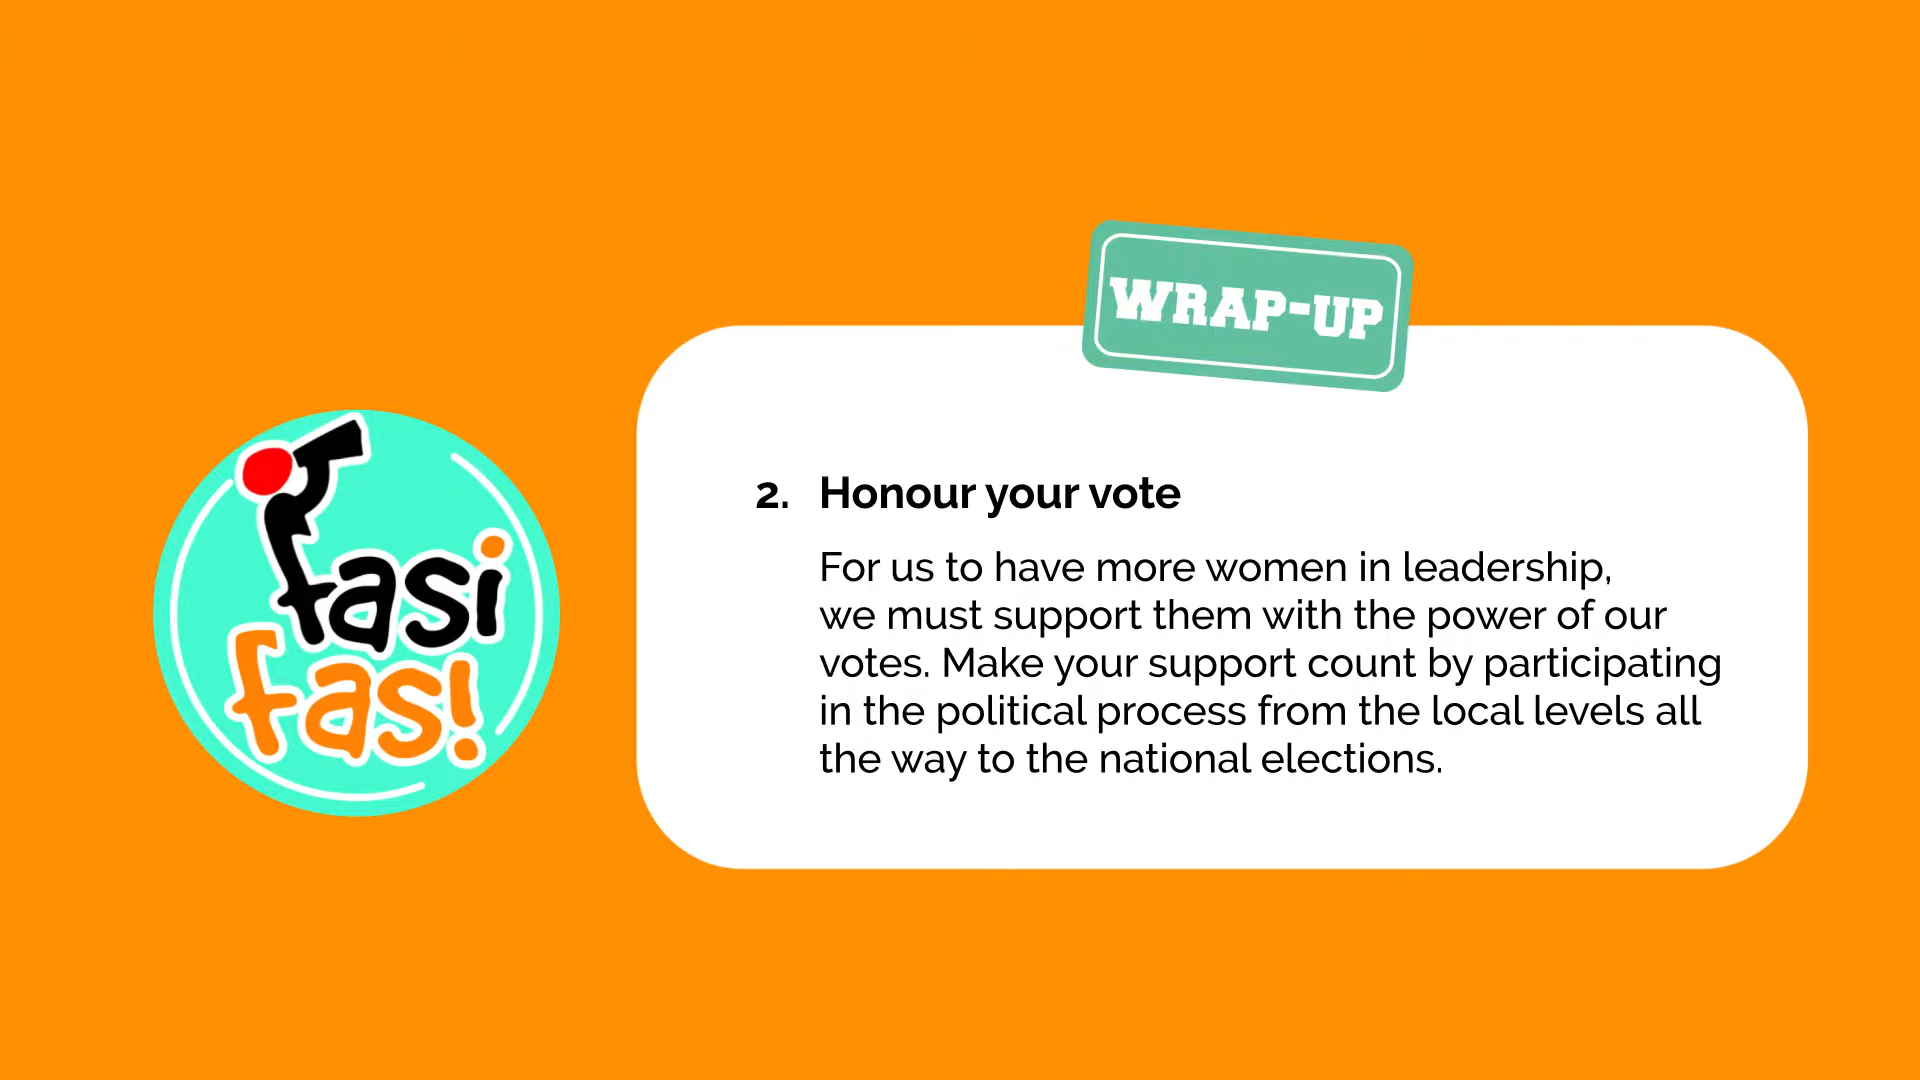 WRAP-UP
fasi
fas!
2. Honour your vote
For us to have more women in leadership,
we must support them with the power of our
votes. Make your support count by participating
in the political process from the local levels all
the way to the national elections.